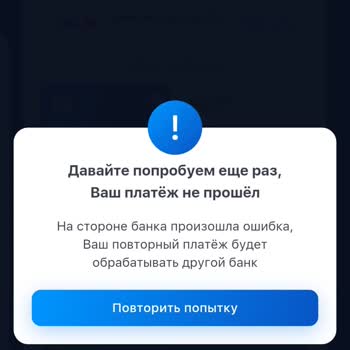 !
Давайте попробуем еще раз,
Ваш платёж не прошёл
На стороне банка произошла ошибка,
Ваш повторный платёж будет
обрабатывать другой банк
Повторить попытку